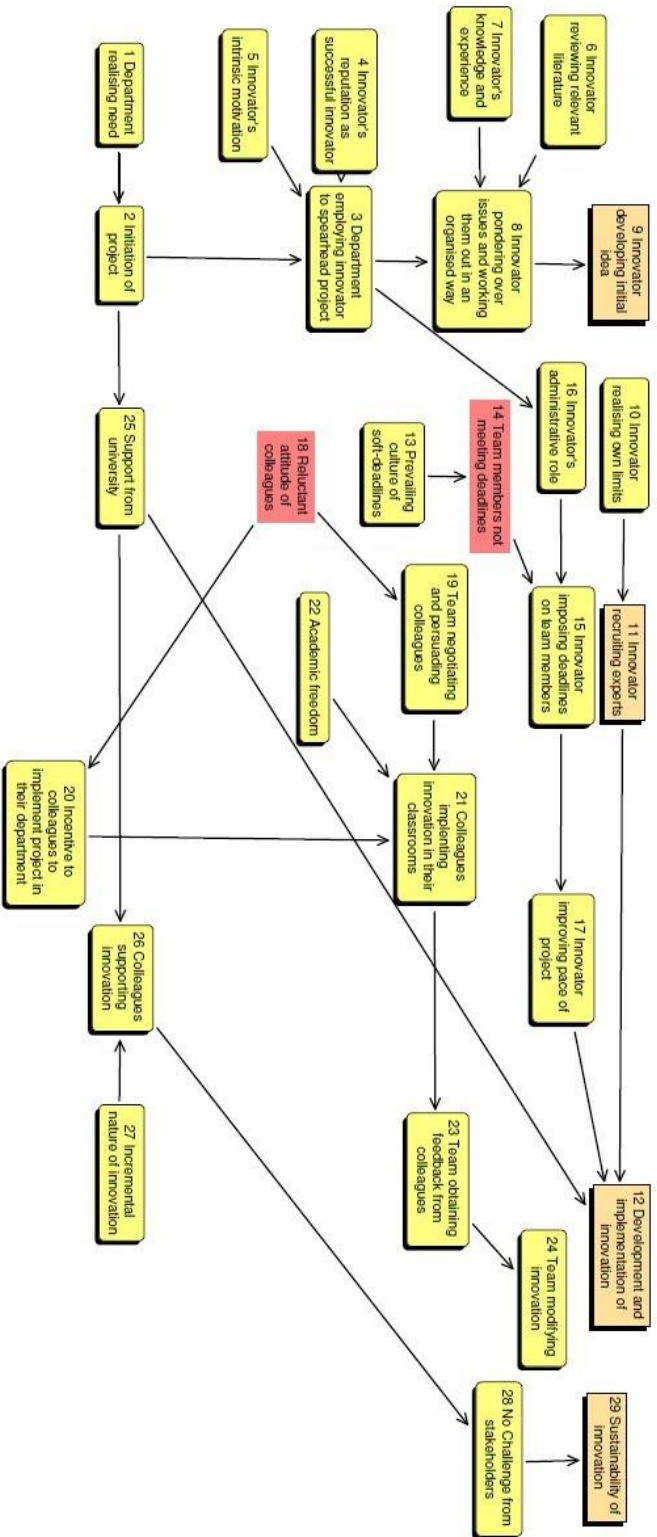 1 Department
realising need
2 Initiation of
project
3 Department
employing innovator
to spearhead project
4 Innovator's
reputation as
successful innovator
5 Innovator's
intrinsic motivation
6 Innovator
reviewing relevant
literature
7 Innovator's
knowledge and
experience
8 Innovator
pondering over
issues and working
them out in an
organised way
9 Innovator
developing initial
idea
10 Innovator
realising own limits
11 Innovator
recruiting experts
12 Development and
implementation of
innovation
13 Prevailing
culture of
soft-deadlines
14 Team members not
meeting deadlines
15 Innovator
imposing deadlines
on team members
16 Innovator's
administrative role
17 Innovator
improving pace of
project
18 Reluctant
attitude of
colleagues
19 Team negotiating
and persuading
colleagues
20 Incentive to
colleagues to
implement project in
their department
21 Colleagues
implenting
innovation in their
classrooms
22 Academic freedom
23 Team obtaining
feedback from
colleagues
24 Team modifying
innovation
25 Support from
university
26 Colleagues
supporting
innovation
27 Incremental
nature of innovation
28 No Challenge from
stakeholders
29 Sustainability of
innovation